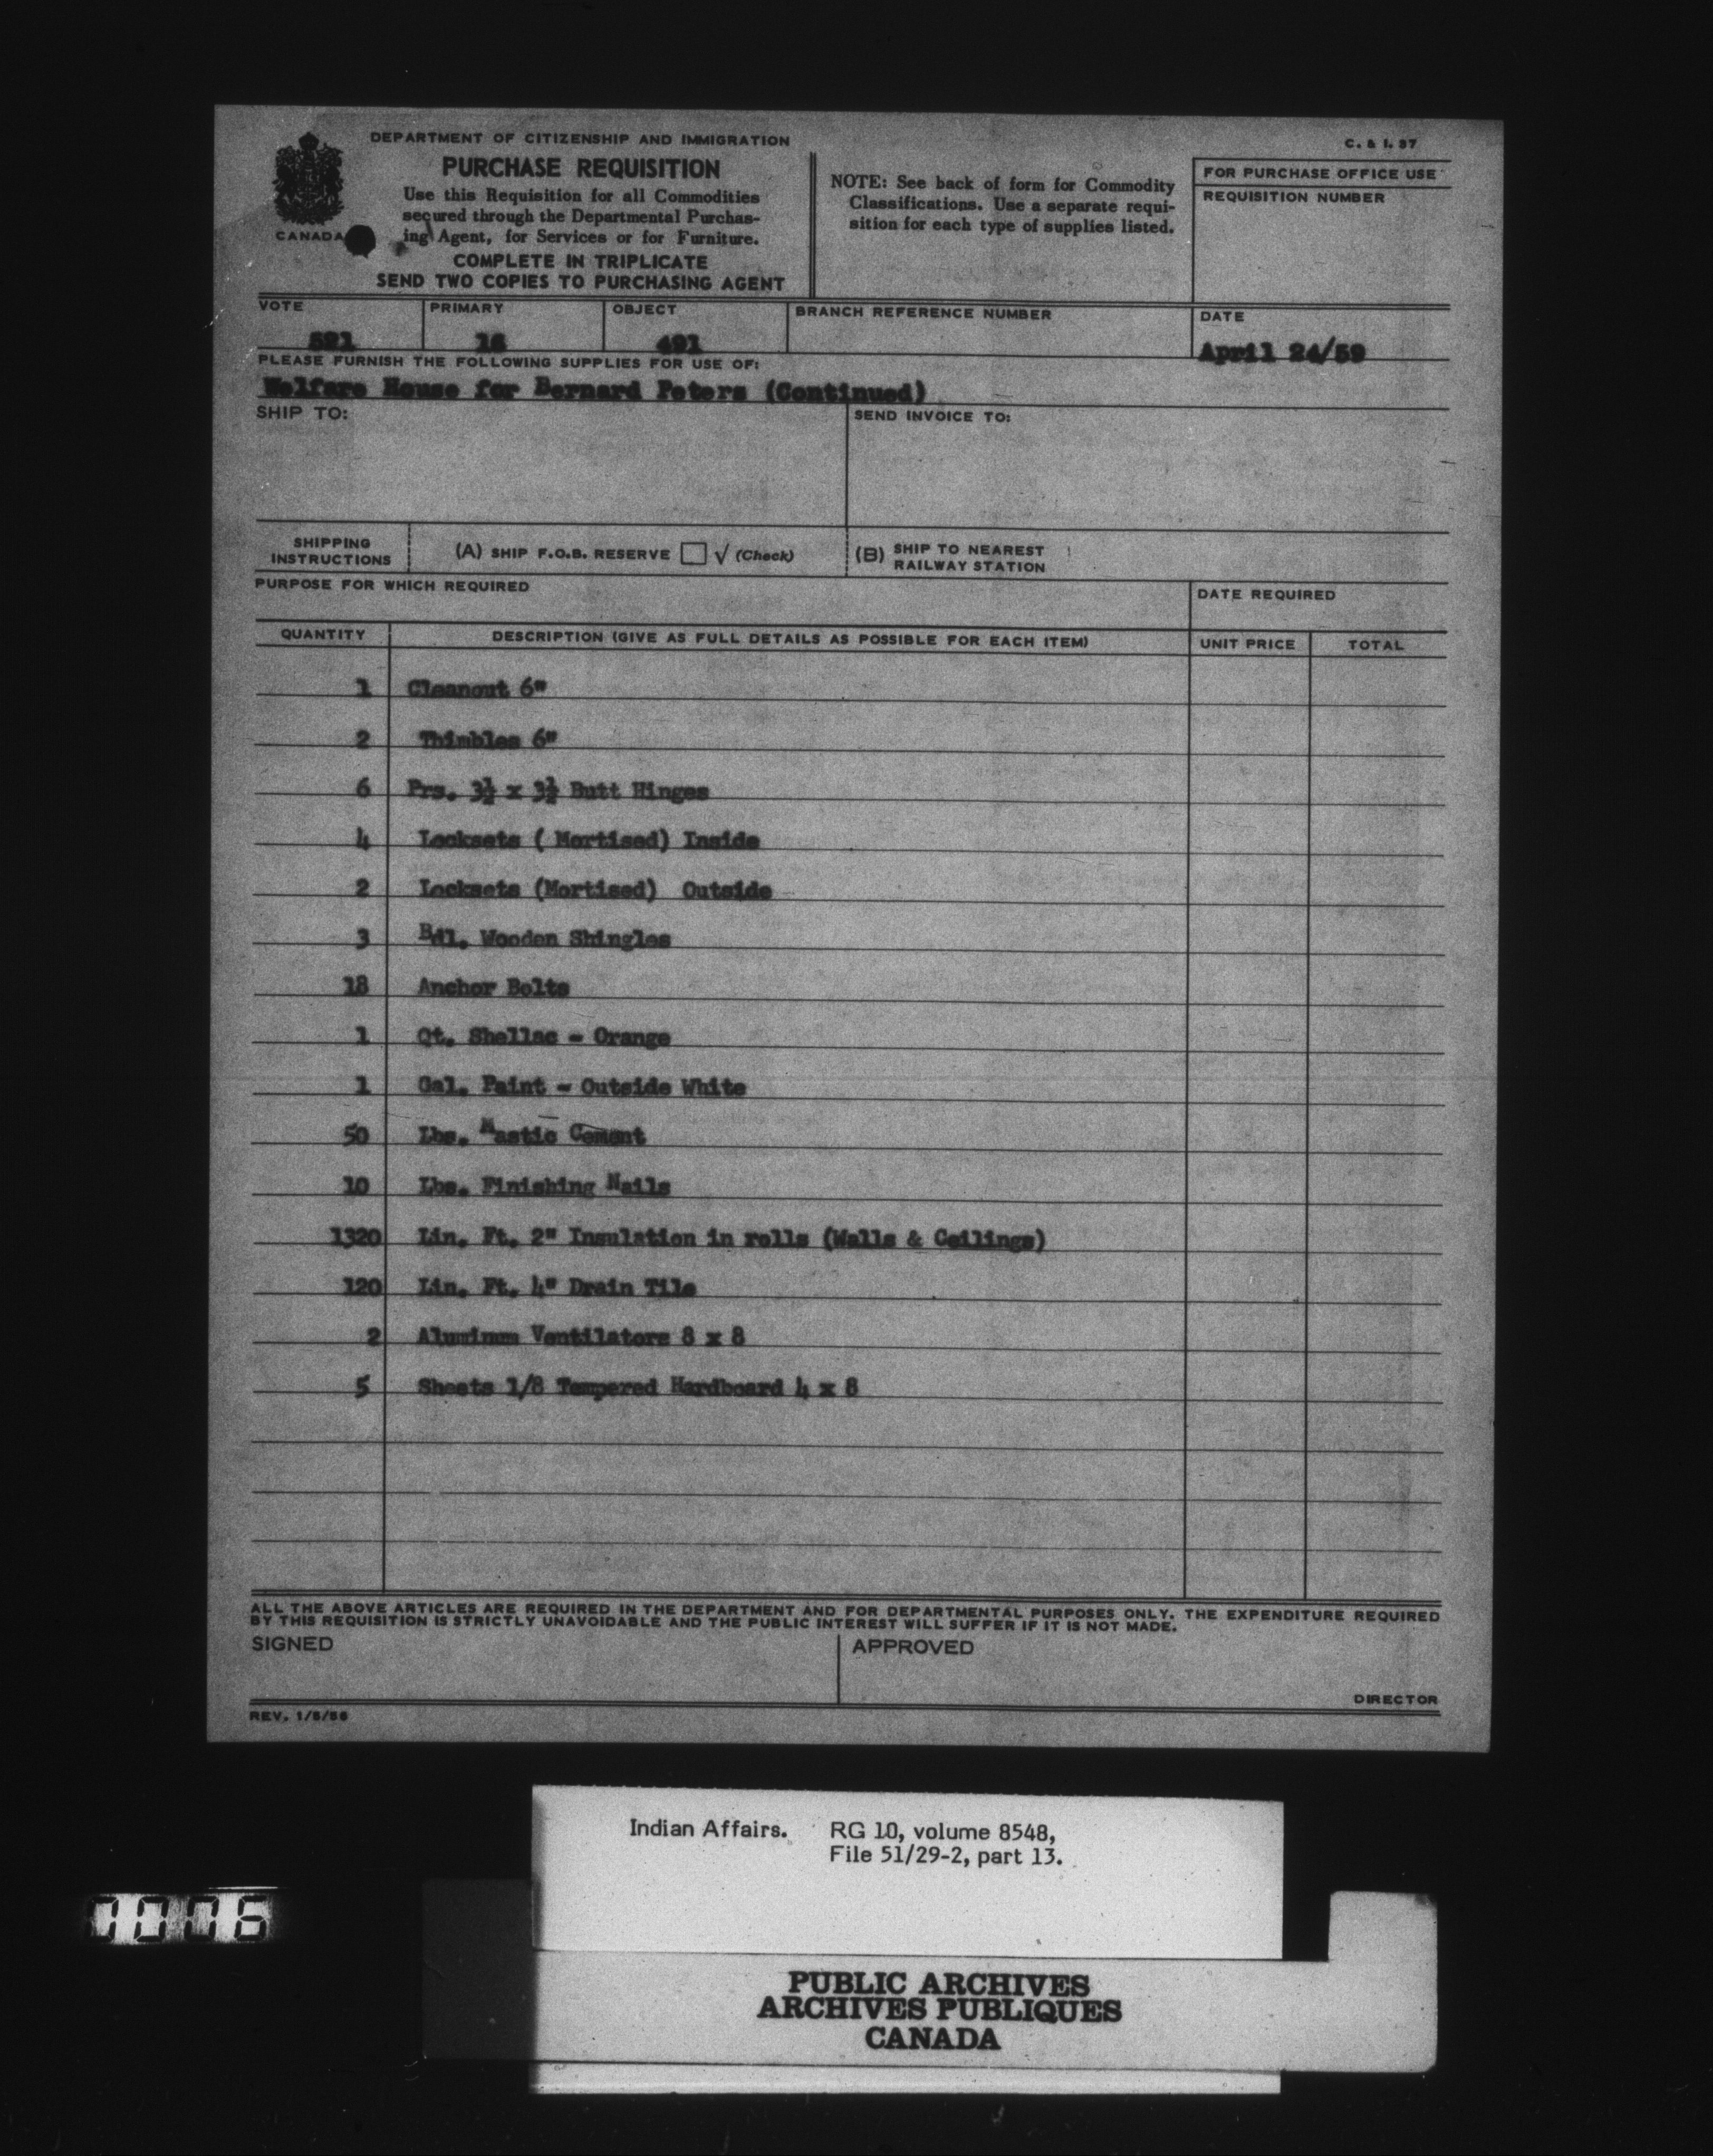 DEPARTMENT OF CITIZENSHIP AND IMMIGRATION
PURCHASE REQUISITION
Use this Requisition for all Commodities
secured through the Departmental Purchas-
ing Agent, for Services or for Furniture.
COMPLETE IN TRIPLICATE
SEND TWO COPIES TO PURCHASING AGENT
CANADA
NOTE: See back of form for Commodity
Classifications. Use a separate requi-
sition for each type of supplies listed.
C. & I. 37
FOR PURCHASE OFFICE USE
REQUISITION NUMBER
VOTE PRIMARY OBJECT BRANCH REFERENCE NUMBER DATE
521 16 491 April 24/59
PLEASE FURNISH THE FOLLOWING SUPPLIES FOR USE OF:
Welfare House for Bernard Peters (Continued)
SHIP TO: SEND INVOICE TO:
SHIPPING INSTRUCTIONS (A) SHIP F.O.B. RESERVE √ (Check) (B) SHIP TO NEAREST RAILWAY STATION
PURPOSE FOR WHICH REQUIRED DATE REQUIRED
QUANTITY DESCRIPTION (GIVE AS FULL DETAILS AS POSSIBLE FOR EACH ITEM) UNIT PRICE TOTAL
1 Cleanout 6"
2 Thimbles 6"
6 Prs. 3½ x 3½ Butt Hinges
4 Locksets ( Mortised) Inside
2 Locksets (Mortised) Outside
3 Bdl. Wooden Shingles
18 Anchor Bolts
1 Qt. Shellac - Orange
1 Gal. Paint - Outside White
50 Lbs. Mastic Cement
10 Lbs. Finishing Nails
1320 Lin. Ft. 2" Insulation in rolls (Walls & Ceilings)
120 Lin. Ft. 4" Drain Tile
2 Aluminum Ventilators 8 x 8
5 Sheets 1/8 Tempered Hardboard 4 x 8
ALL THE ABOVE ARTICLES ARE REQUIRED IN THE DEPARTMENT AND FOR DEPARTMENTAL PURPOSES ONLY. THE EXPENDITURE REQUIRED
BY THIS REQUISITION IS STRICTLY UNAVOIDABLE AND THE PUBLIC INTEREST WILL SUFFER IF IT IS NOT MADE.
SIGNED APPROVED
DIRECTOR
REV. 1/5/56
Indian Affairs. RG 10, volume 8548,
File 51/29-2, part 13.
PUBLIC ARCHIVES
ARCHIVES PUBLIQUES
CANADA